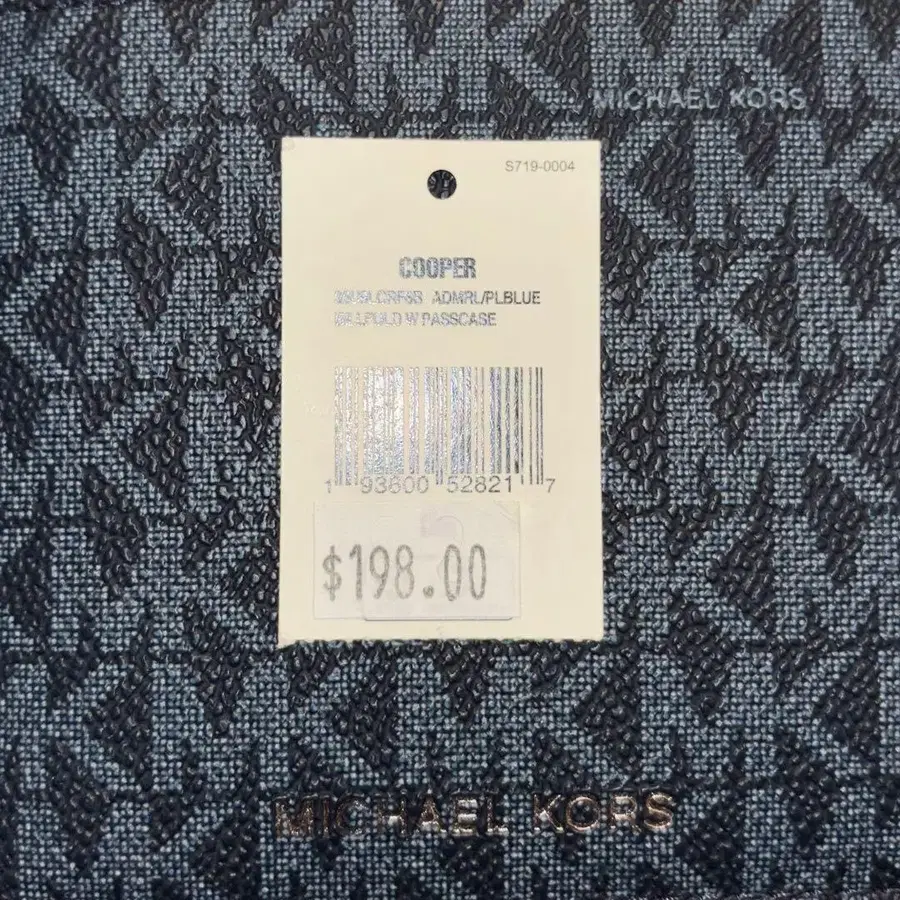 MICHAEL KORS
S719-0004
COOPER
ADMRL/PLBLUE
W PASSCASE
1 93600 52821 7
$198.00
MICHAEL KORS